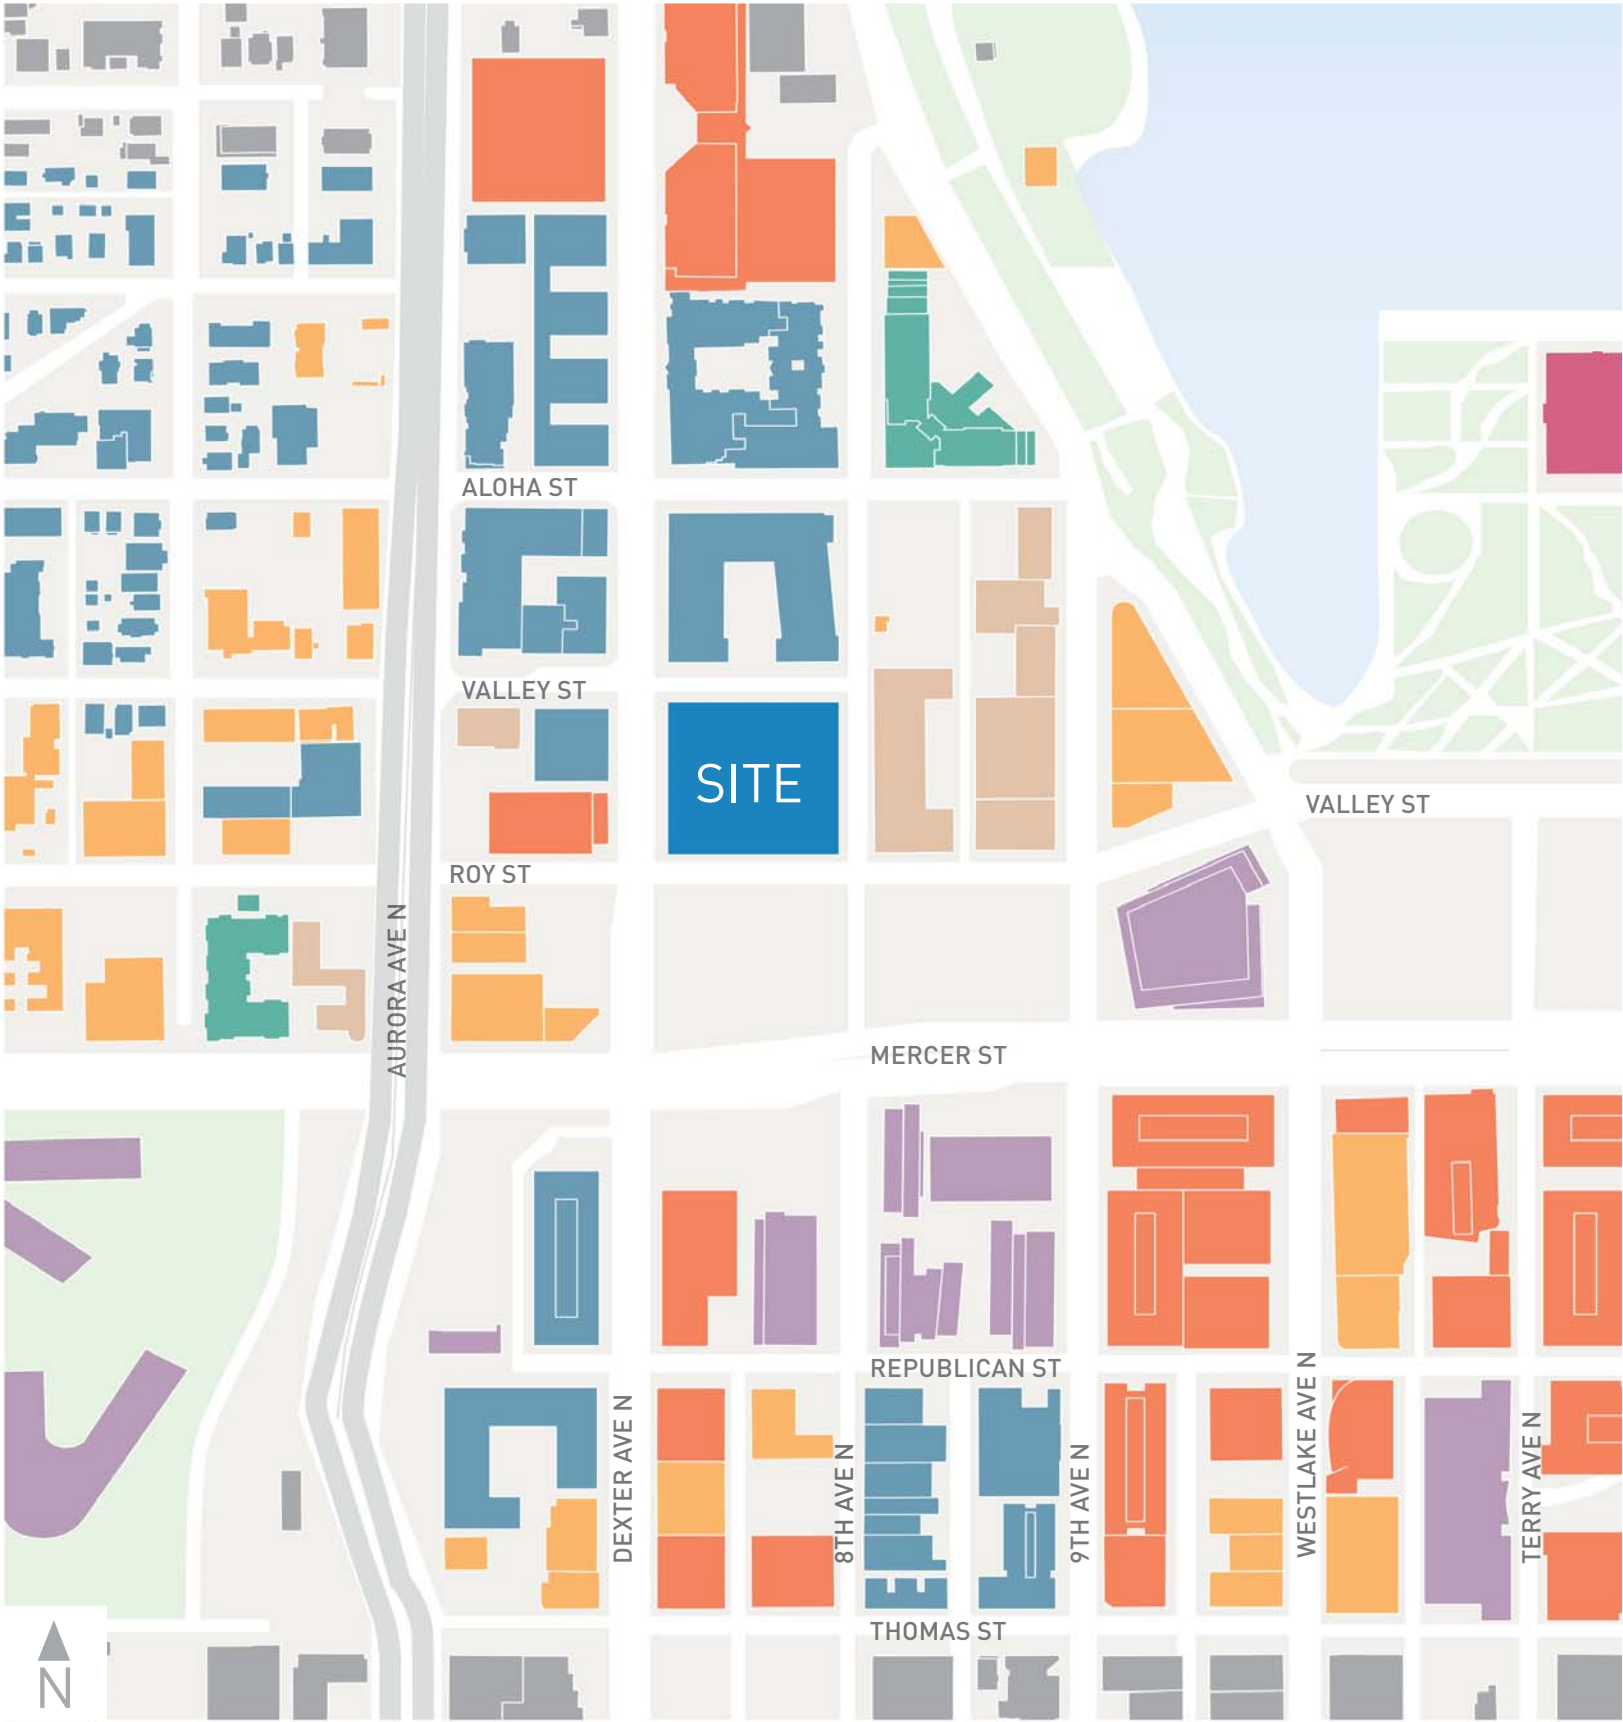 ALOHA ST
VALLEY ST
SITE
VALLEY ST
ROY ST
AURORA AVE N
MERCER ST
REPUBLICAN ST
DEXTER AVE N
8TH AVE N
9TH AVE N
WESTLAKE AVE N
TERRY AVE N
THOMAS ST
N